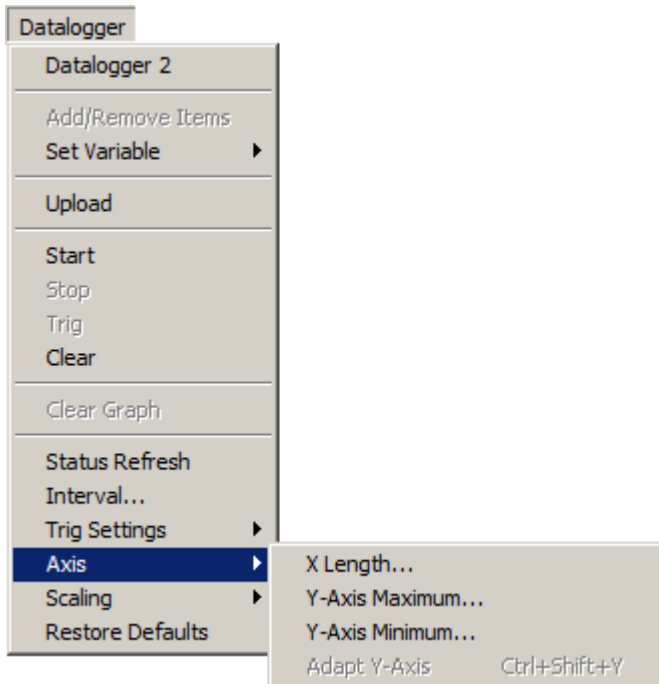 Datalogger
Datalogger 2
Add/Remove Items
Set Variable
Upload
Start
Stop
Trig
Clear
Clear Graph
Status Refresh
Interval...
Trig Settings
Axis
Scaling
Restore Defaults
X Length...
Y-Axis Maximum...
Y-Axis Minimum...
Adapt Y-Axis Ctrl+Shift+Y